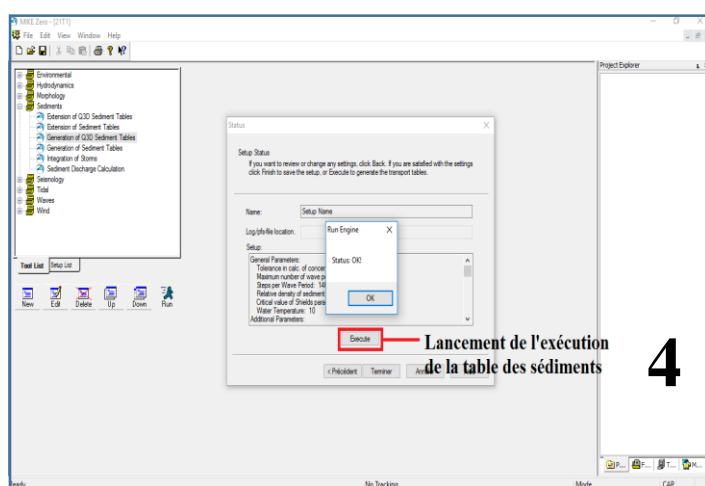 MIKE Zero - [21T1]
File Edit View Window Help
Project Explorer
Environmental
Hydrodynamics
Morphology
Sediments
Extension of Q3D Sediment Tables
Extension of Sediment Tables
Generation of Q3D Sediment Tables
Generation of Sediment Tables
Integration of Storms
Sediment Discharge Calculation
Seismology
Tidal
Waves
Wind
Tool List Setup List
New Edit Delete Up Down Run
Status
Setup Status
If you want to review or change any settings, click Back. If you are satisfied with the settings
click Finish to save the setup, or Execute to generate the transport tables.
Name: Setup Name
Log/pfs-file location.
Setup:
General Parameters:
Tolerance in calc. of concer
Maximum number of wave p
Steps per Wave Period: 14
Relative density of sediment
Critical value of Shields para
Water Temperature: 10
Additional Parameters:
Run Engine
Status: OK!
OK
Execute
< Précédent Terminer
Lancement de l'exécution
de la table des sédiments
4
P... F... T... M...
Ready No Tracking Mode CAP